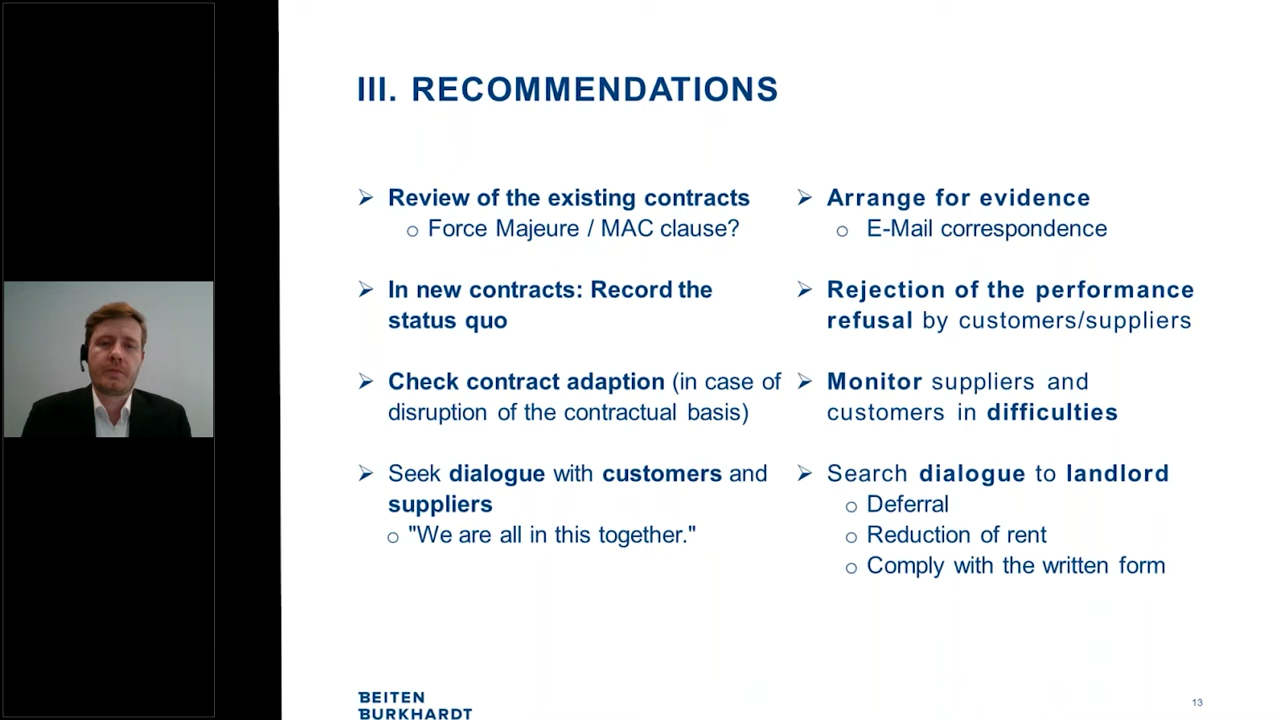 III. RECOMMENDATIONS
Review of the existing contracts
Force Majeure / MAC clause?
In new contracts: Record the
status quo
Check contract adaption (in case of
disruption of the contractual basis)
Seek dialogue with customers and
suppliers
"We are all in this together."
Arrange for evidence
E-Mail correspondence
Rejection of the performance
refusal by customers/suppliers
Monitor suppliers and
customers in difficulties
Search dialogue to landlord
Deferral
Reduction of rent
Comply with the written form
BEITEN
BURKHARDT
13